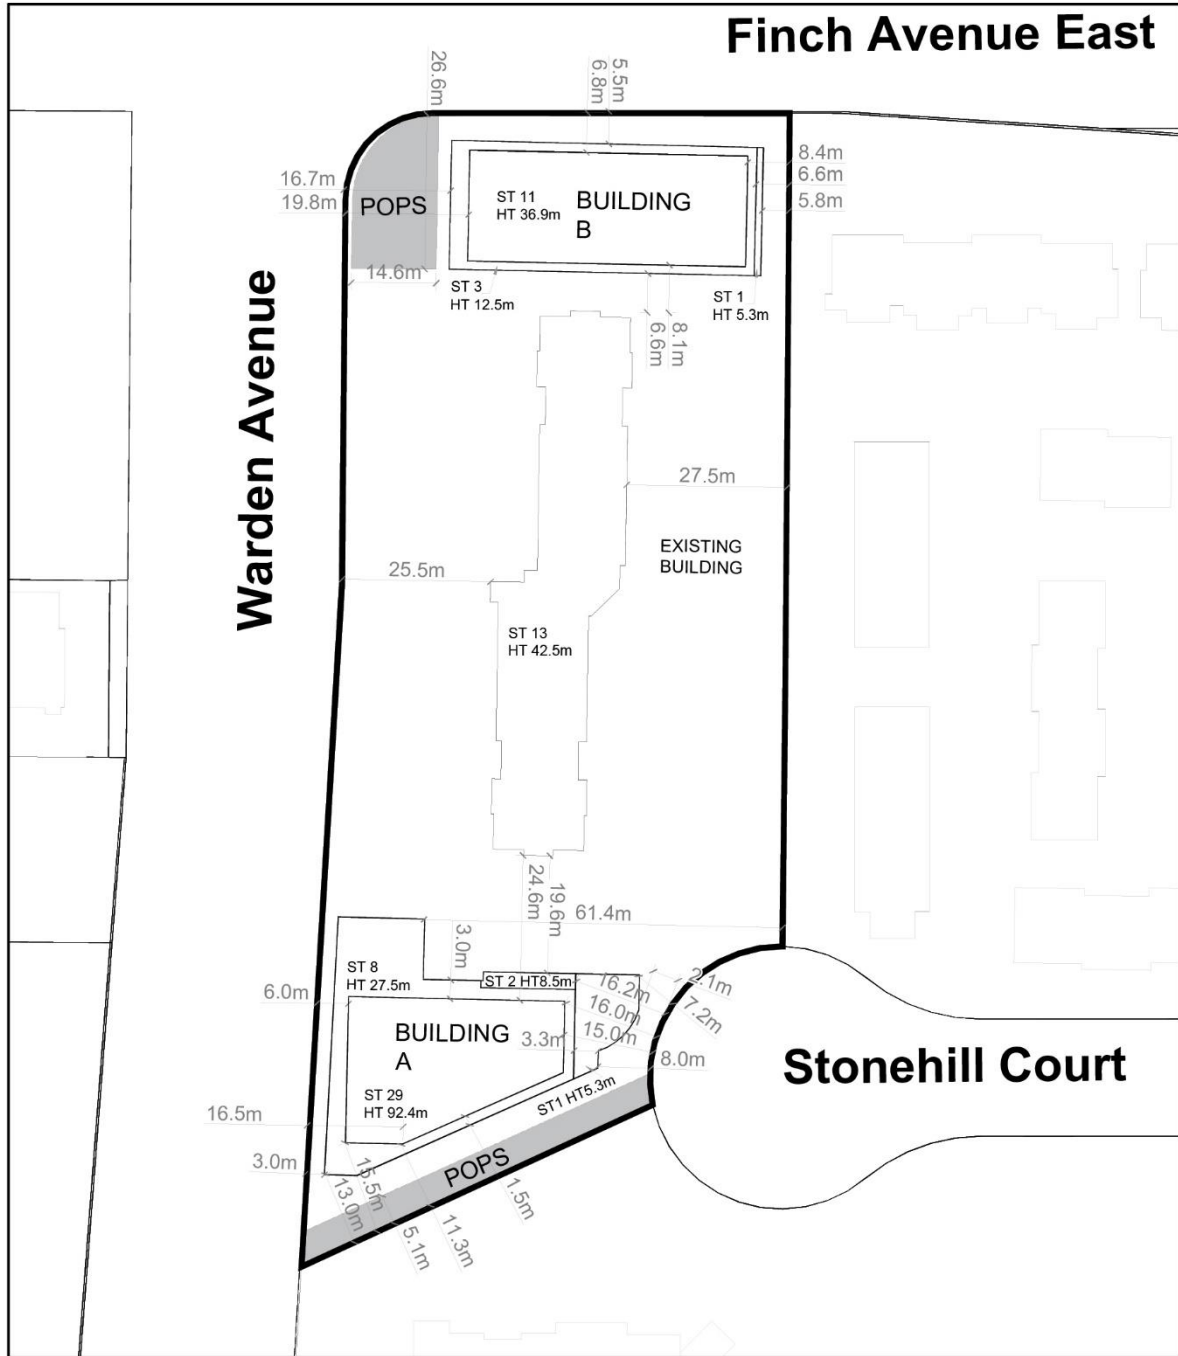 Finch Avenue East
26.6m
5.5m
6.8m
8.4m
6.6m
5.8m
16.7m
19.8m
POPS
ST 11
HT 36.9m
BUILDING
B
14.6m
ST 3
HT 12.5m
ST 1
HT 5.3m
8.1m
6.6m
Warden Avenue
27.5m
EXISTING
BUILDING
25.5m
ST 13
HT 42.5m
24.6m
19.6m
61.4m
3.0m
ST 8
HT 27.5m
ST 2 HT8.5m
16.2m
2.1m
7.2m
6.0m
16.0m
BUILDING
A
3.3m
15.0m
8.0m
Stonehill Court
ST 29
HT 92.4m
ST1 HT5.3m
16.5m
3.0m
POPS
15.5m
13.0m
5.1m
11.3m
1.5m